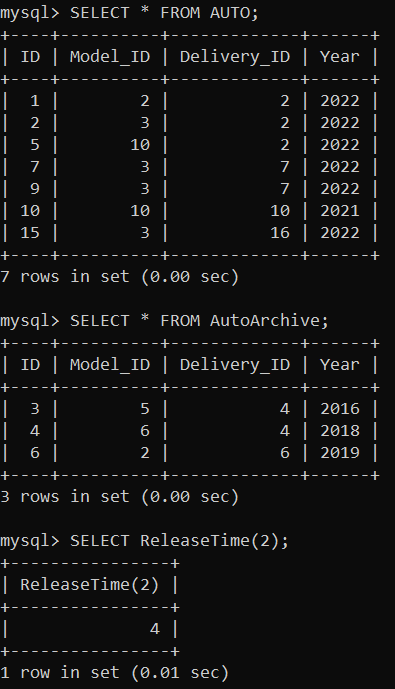 mysql> SELECT * FROM AUTO;
+----+----------+-------------+------+
| ID | Model_ID | Delivery_ID | Year |
+----+----------+-------------+------+
|  1 |        2 |           2 | 2022 |
|  2 |        3 |           2 | 2022 |
|  5 |       10 |           2 | 2022 |
|  7 |        3 |           7 | 2022 |
|  9 |        3 |           7 | 2022 |
| 10 |       10 |          10 | 2021 |
| 15 |        3 |          16 | 2022 |
+----+----------+-------------+------+
7 rows in set (0.00 sec)

mysql> SELECT * FROM AutoArchive;
+----+----------+-------------+------+
| ID | Model_ID | Delivery_ID | Year |
+----+----------+-------------+------+
|  3 |        5 |           4 | 2016 |
|  4 |        6 |           4 | 2018 |
|  6 |        2 |           6 | 2019 |
+----+----------+-------------+------+
3 rows in set (0.00 sec)

mysql> SELECT ReleaseTime(2);
+----------------+
| ReleaseTime(2) |
+----------------+
|              4 |
+----------------+
1 row in set (0.01 sec)